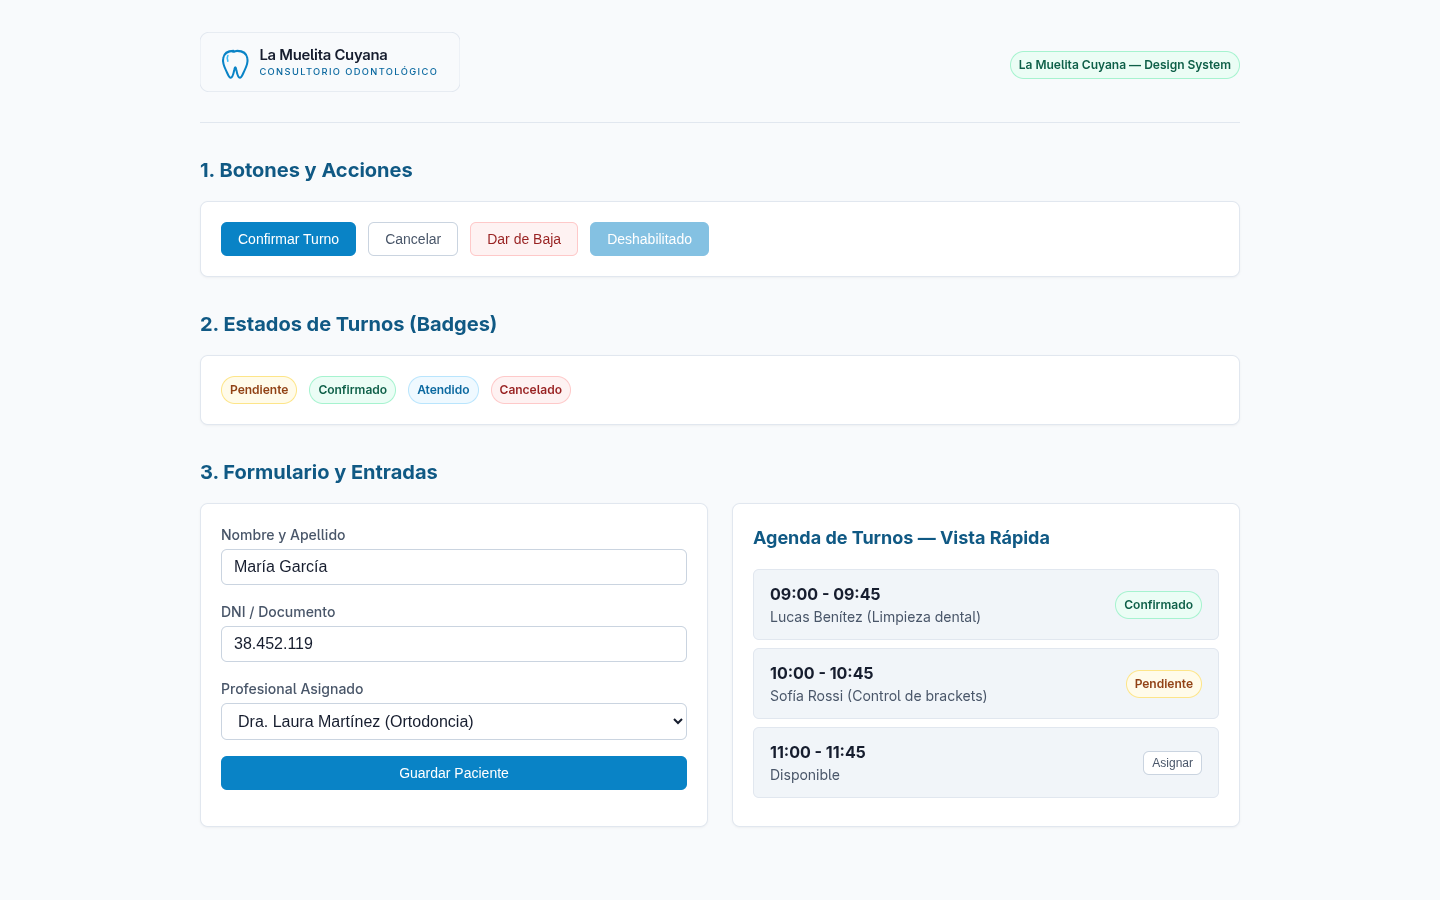 La Muelita Cuyana
CONSULTORIO ODONTOLÓGICO
La Muelita Cuyana — Design System
1. Botones y Acciones
Confirmar Turno
Cancelar
Dar de Baja
Deshabilitado
2. Estados de Turnos (Badges)
Pendiente
Confirmado
Atendido
Cancelado
3. Formulario y Entradas
Nombre y Apellido
María García
DNI / Documento
38.452.119
Profesional Asignado
Dra. Laura Martínez (Ortodoncia)
Guardar Paciente
Agenda de Turnos — Vista Rápida
09:00 - 09:45
Lucas Benítez (Limpieza dental)
Confirmado
10:00 - 10:45
Sofía Rossi (Control de brackets)
Pendiente
11:00 - 11:45
Disponible
Asignar